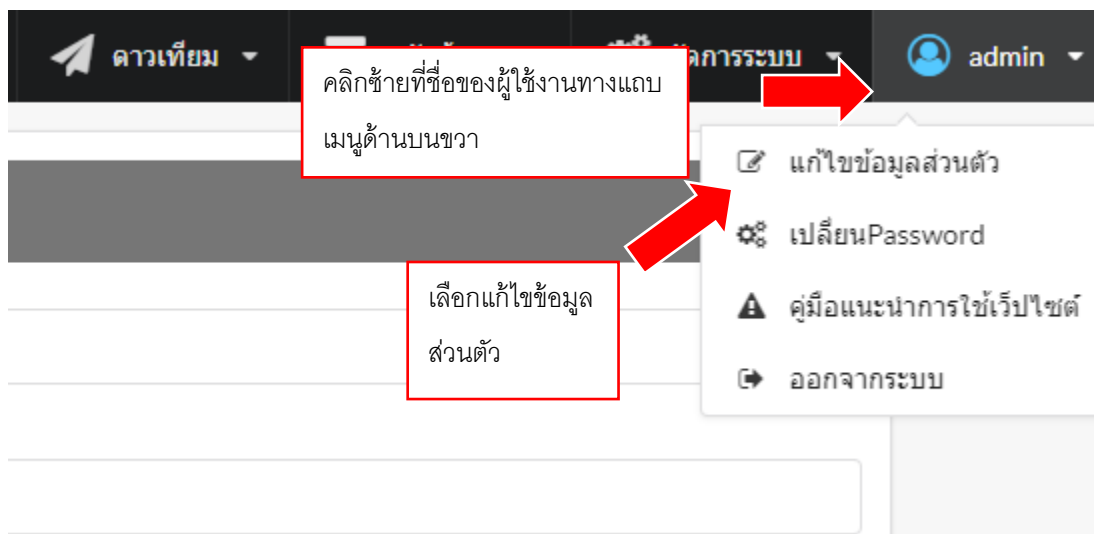 ดาวเทียม
admin
คลิกซ้ายที่ชื่อของผู้ใช้งานทางแถบ
เมนูด้านบนขวา
แก้ไขข้อมูลส่วนตัว
เปลี่ยนPassword
เลือกแก้ไขข้อมูล
ส่วนตัว
คู่มือแนะนำการใช้เว็บไซต์
ออกจากระบบ